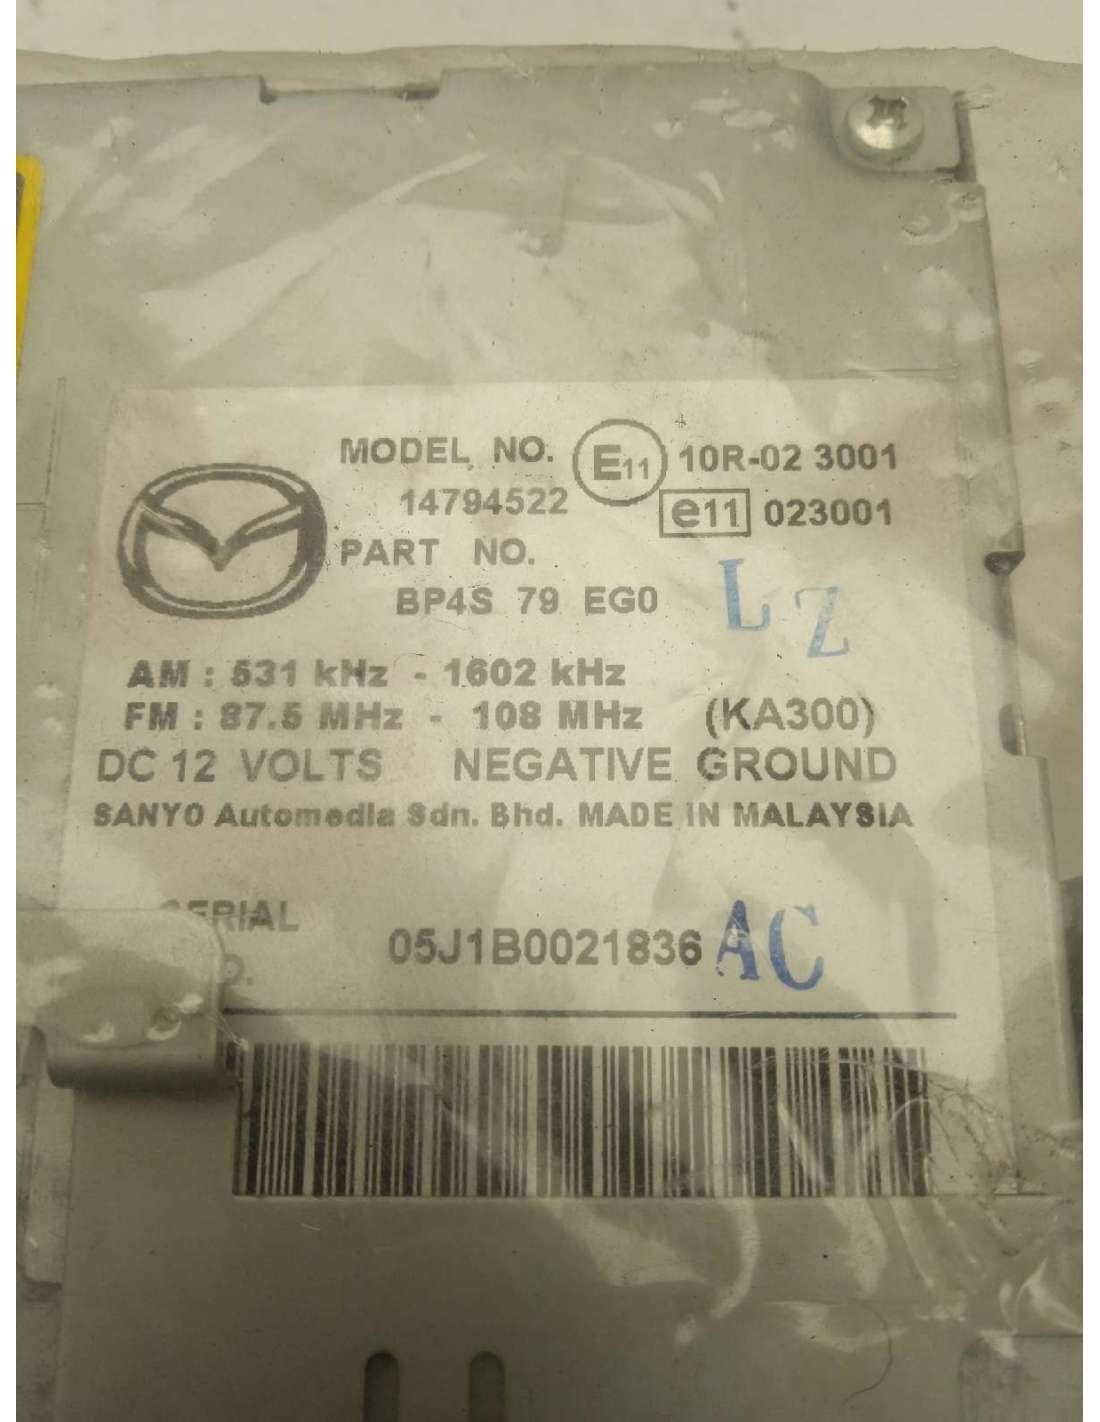 MODEL NO. E11 10R-02 3001
14794522 e11 023001
PART NO.
BP4S 79 EG0 L Z
AM : 531 kHz - 1602 kHz
FM : 87.5 MHz - 108 MHz (KA300)
DC 12 VOLTS NEGATIVE GROUND
SANYO Automedia Sdn. Bhd. MADE IN MALAYSIA
SERIAL
05J1B0021836 AC